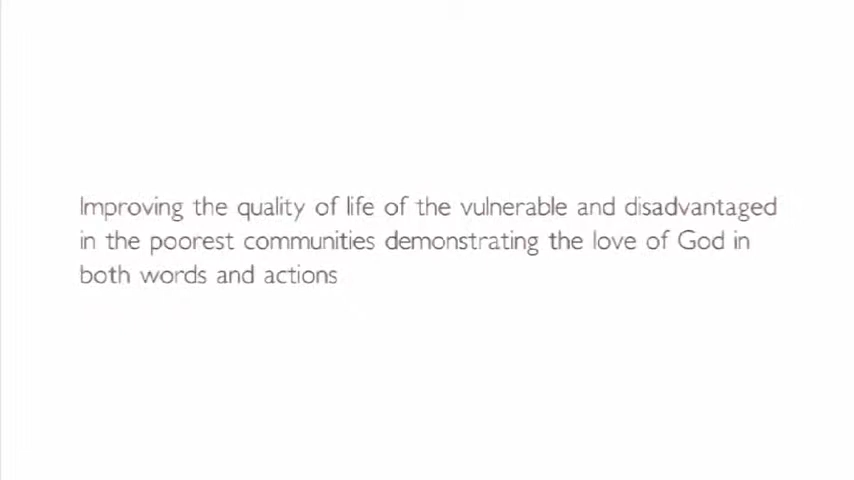 Improving the quality of life of the vulnerable and disadvantaged
in the poorest communities demonstrating the love of God in
both words and actions